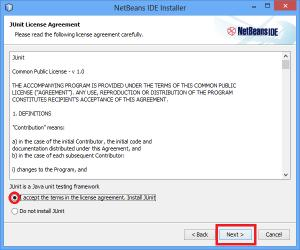 NetBeans IDE Installer
JUnit License Agreement
Please read the following license agreement carefully.
NetBeans IDE
JUnit
Common Public License - v 1.0
THE ACCOMPANYING PROGRAM IS PROVIDED UNDER THE TERMS OF THIS COMMON PUBLIC
LICENSE ("AGREEMENT"). ANY USE, REPRODUCTION OR DISTRIBUTION OF THE PROGRAM
CONSTITUTES RECIPIENT'S ACCEPTANCE OF THIS AGREEMENT.
1. DEFINITIONS
"Contribution" means:
a) in the case of the initial Contributor, the initial code and
documentation distributed under this Agreement, and
b) in the case of each subsequent Contributor:
i) changes to the Program, and
JUnit is a Java unit testing framework
I accept the terms in the license agreement. Install JUnit
Do not install JUnit
< Back
Next >
Cancel